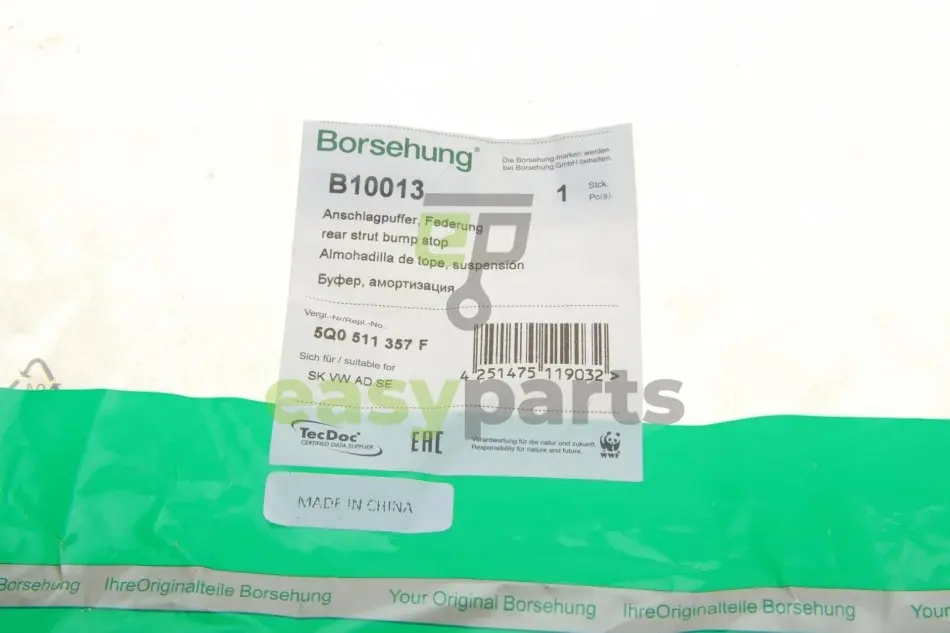 Borsehung®
Die Borsehung-marken werden
bei Borsehung GmbH behalten.
B10013
1
Stck.
Pc(s).
Anschlagpuffer, Federung
rear strut bump stop
Almohadilla de tope, suspensión
Буфер, амортизация
ep
Vergl.-Nr/Repl.-No.:
5Q0 511 357 F
Sich für / suitable for
SK VW AD SE
4 251475 119032 >
easyparts
TecDoc
CERTIFIED DATA SUPPLIER
EAC
Verantwortung für die natur und zukunft.
Responsibility for nature and future.
WWF
MADE IN CHINA
Borsehung IhreOriginalteile Borsehung Your Original Borsehung IhreOriginalteile Borsehung Your